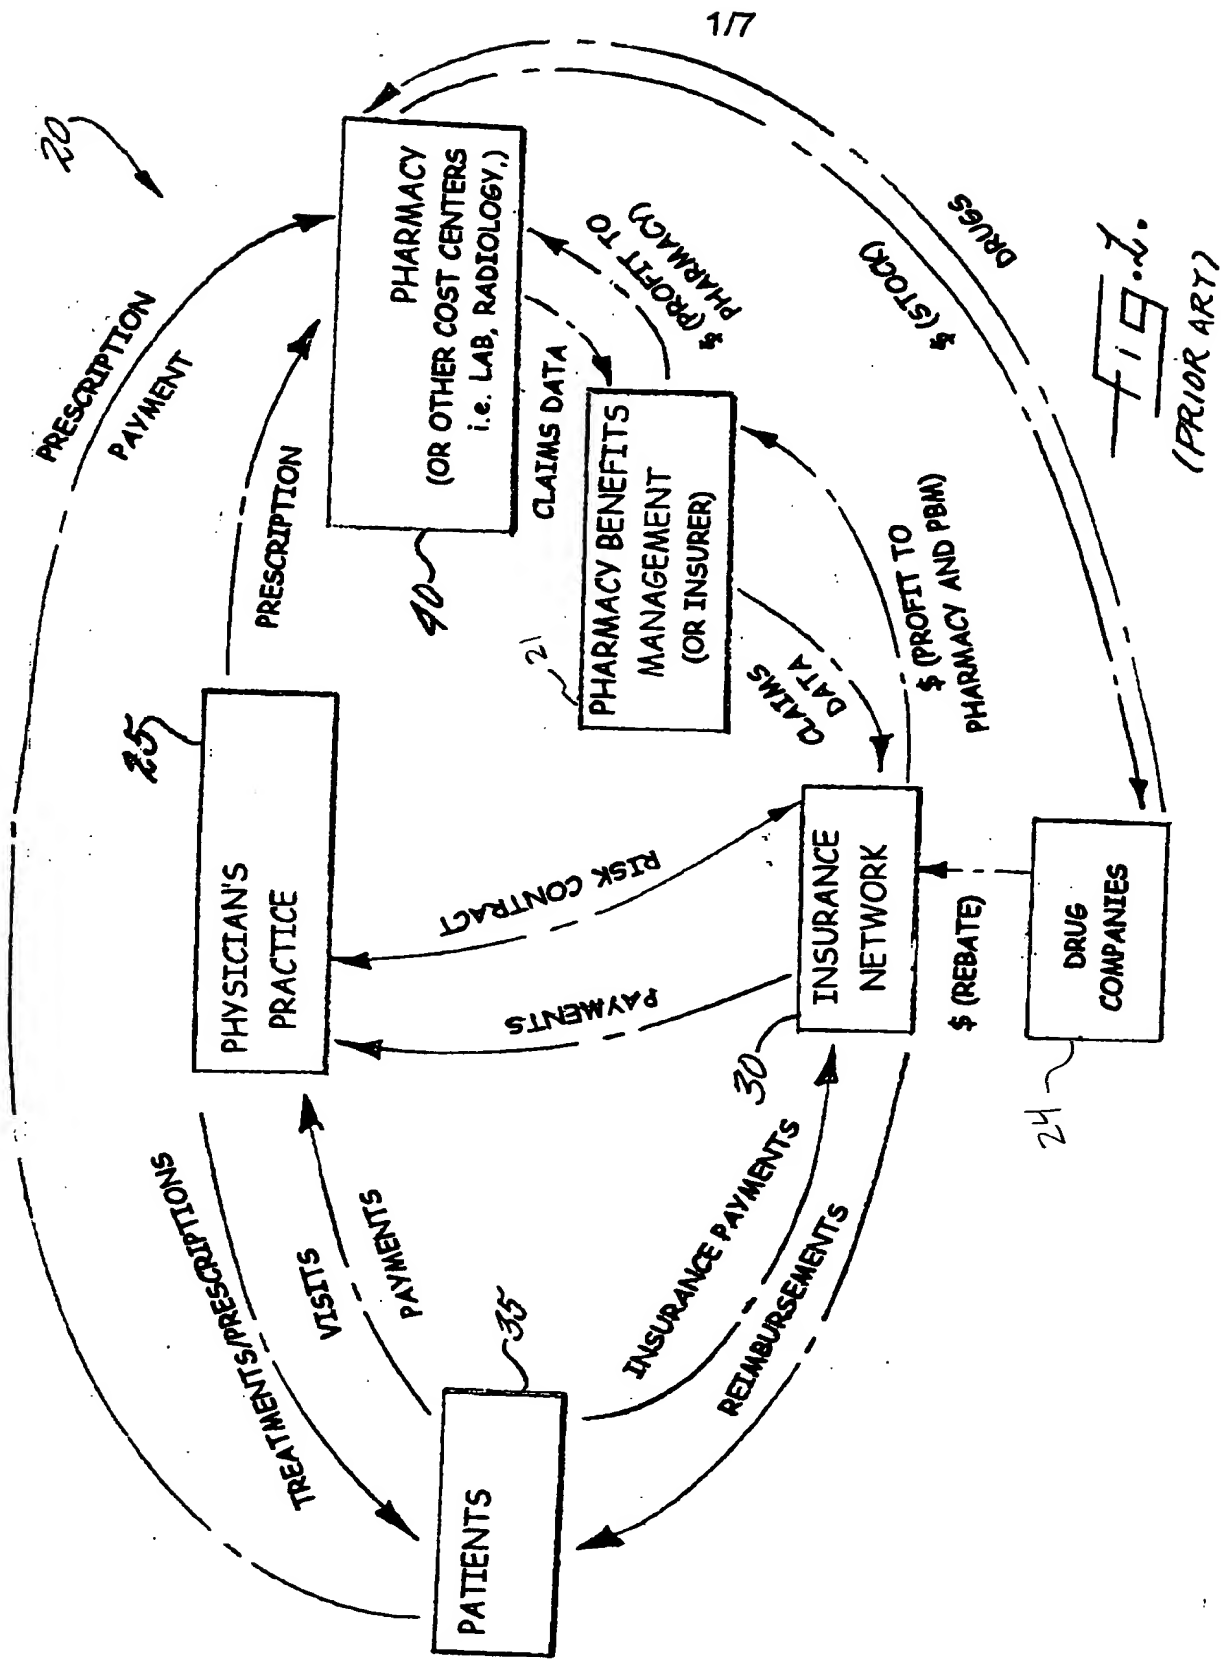 1/7
20
PRESCRIPTION
PAYMENT
PRESCRIPTION
PHARMACY
(OR OTHER COST CENTERS
i.e. LAB, RADIOLOGY,)
40
CLAIMS DATA
$ (PROFIT TO
PHARMACY)
25
PHYSICIAN'S
PRACTICE
21
PHARMACY BENEFITS
MANAGEMENT
(OR INSURER)
CLAIMS
DATA
$ (PROFIT TO
PHARMACY AND PBM)
$ (STOCK)
DRUGS
RISK CONTRACT
PAYMENTS
30
INSURANCE
NETWORK
$ (REBATE)
DRUG
COMPANIES
24
TREATMENTS/PRESCRIPTIONS
VISITS
PAYMENTS
INSURANCE PAYMENTS
REIMBURSEMENTS
35
PATIENTS
Fig. 1.
(PRIOR ART)